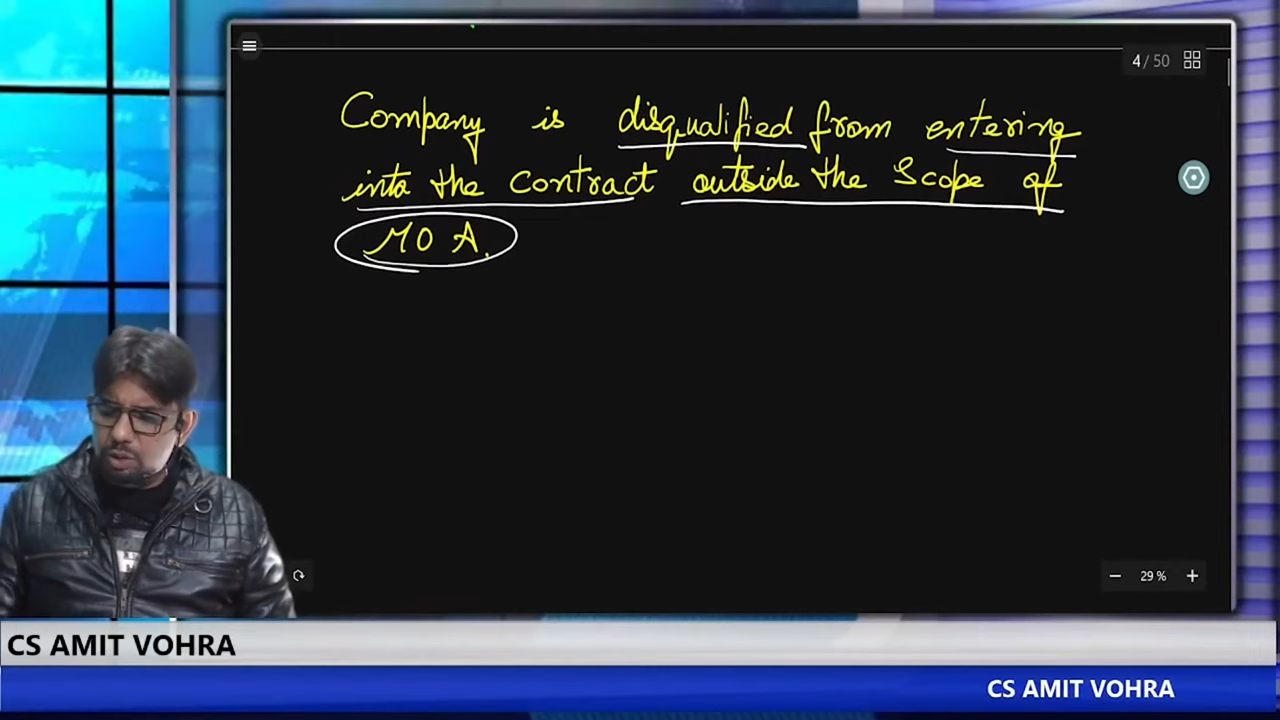 4 / 50
Company is disqualified from entering
into the contract outside the Scope of
MOA.
29 %
CS AMIT VOHRA
CS AMIT VOHRA